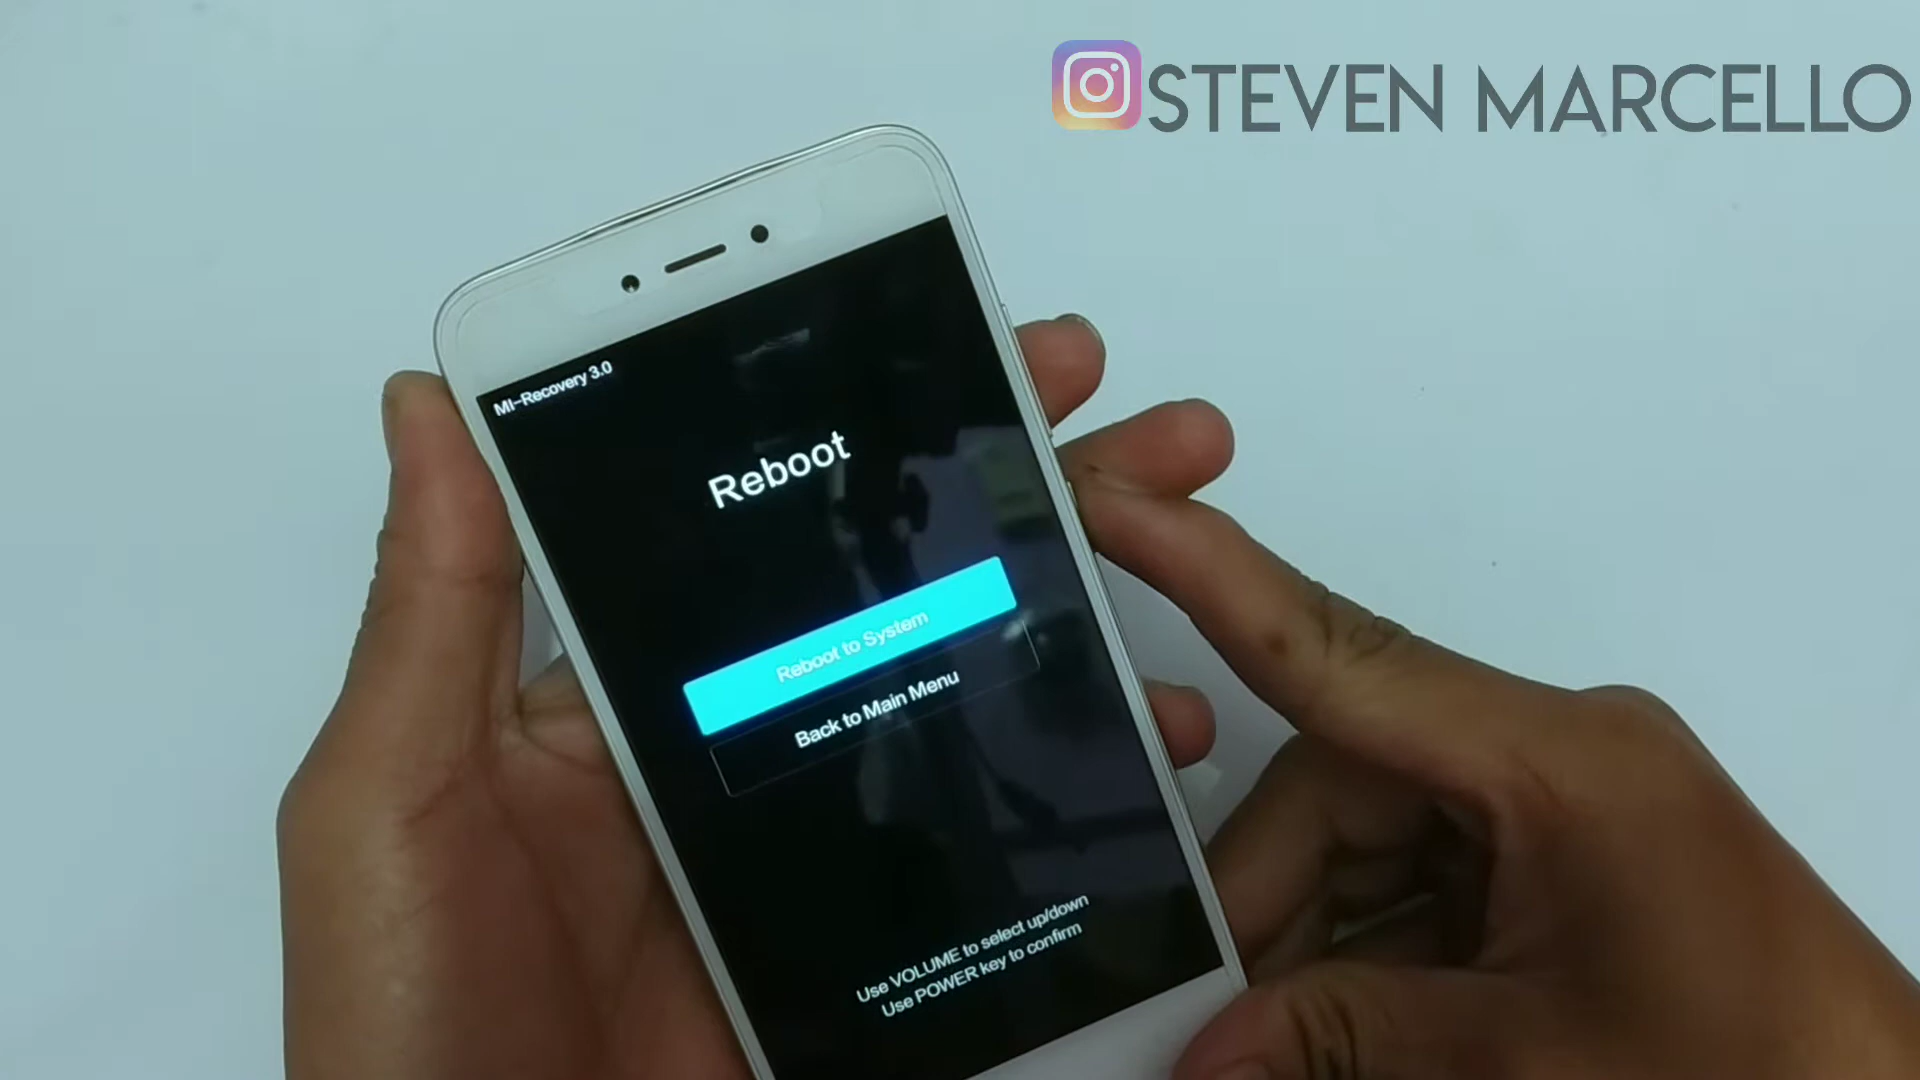 STEVEN MARCELLO
MI-Recovery 3.0
Reboot
Reboot to System
Back to Main Menu
Use VOLUME to select up/down
Use POWER key to confirm